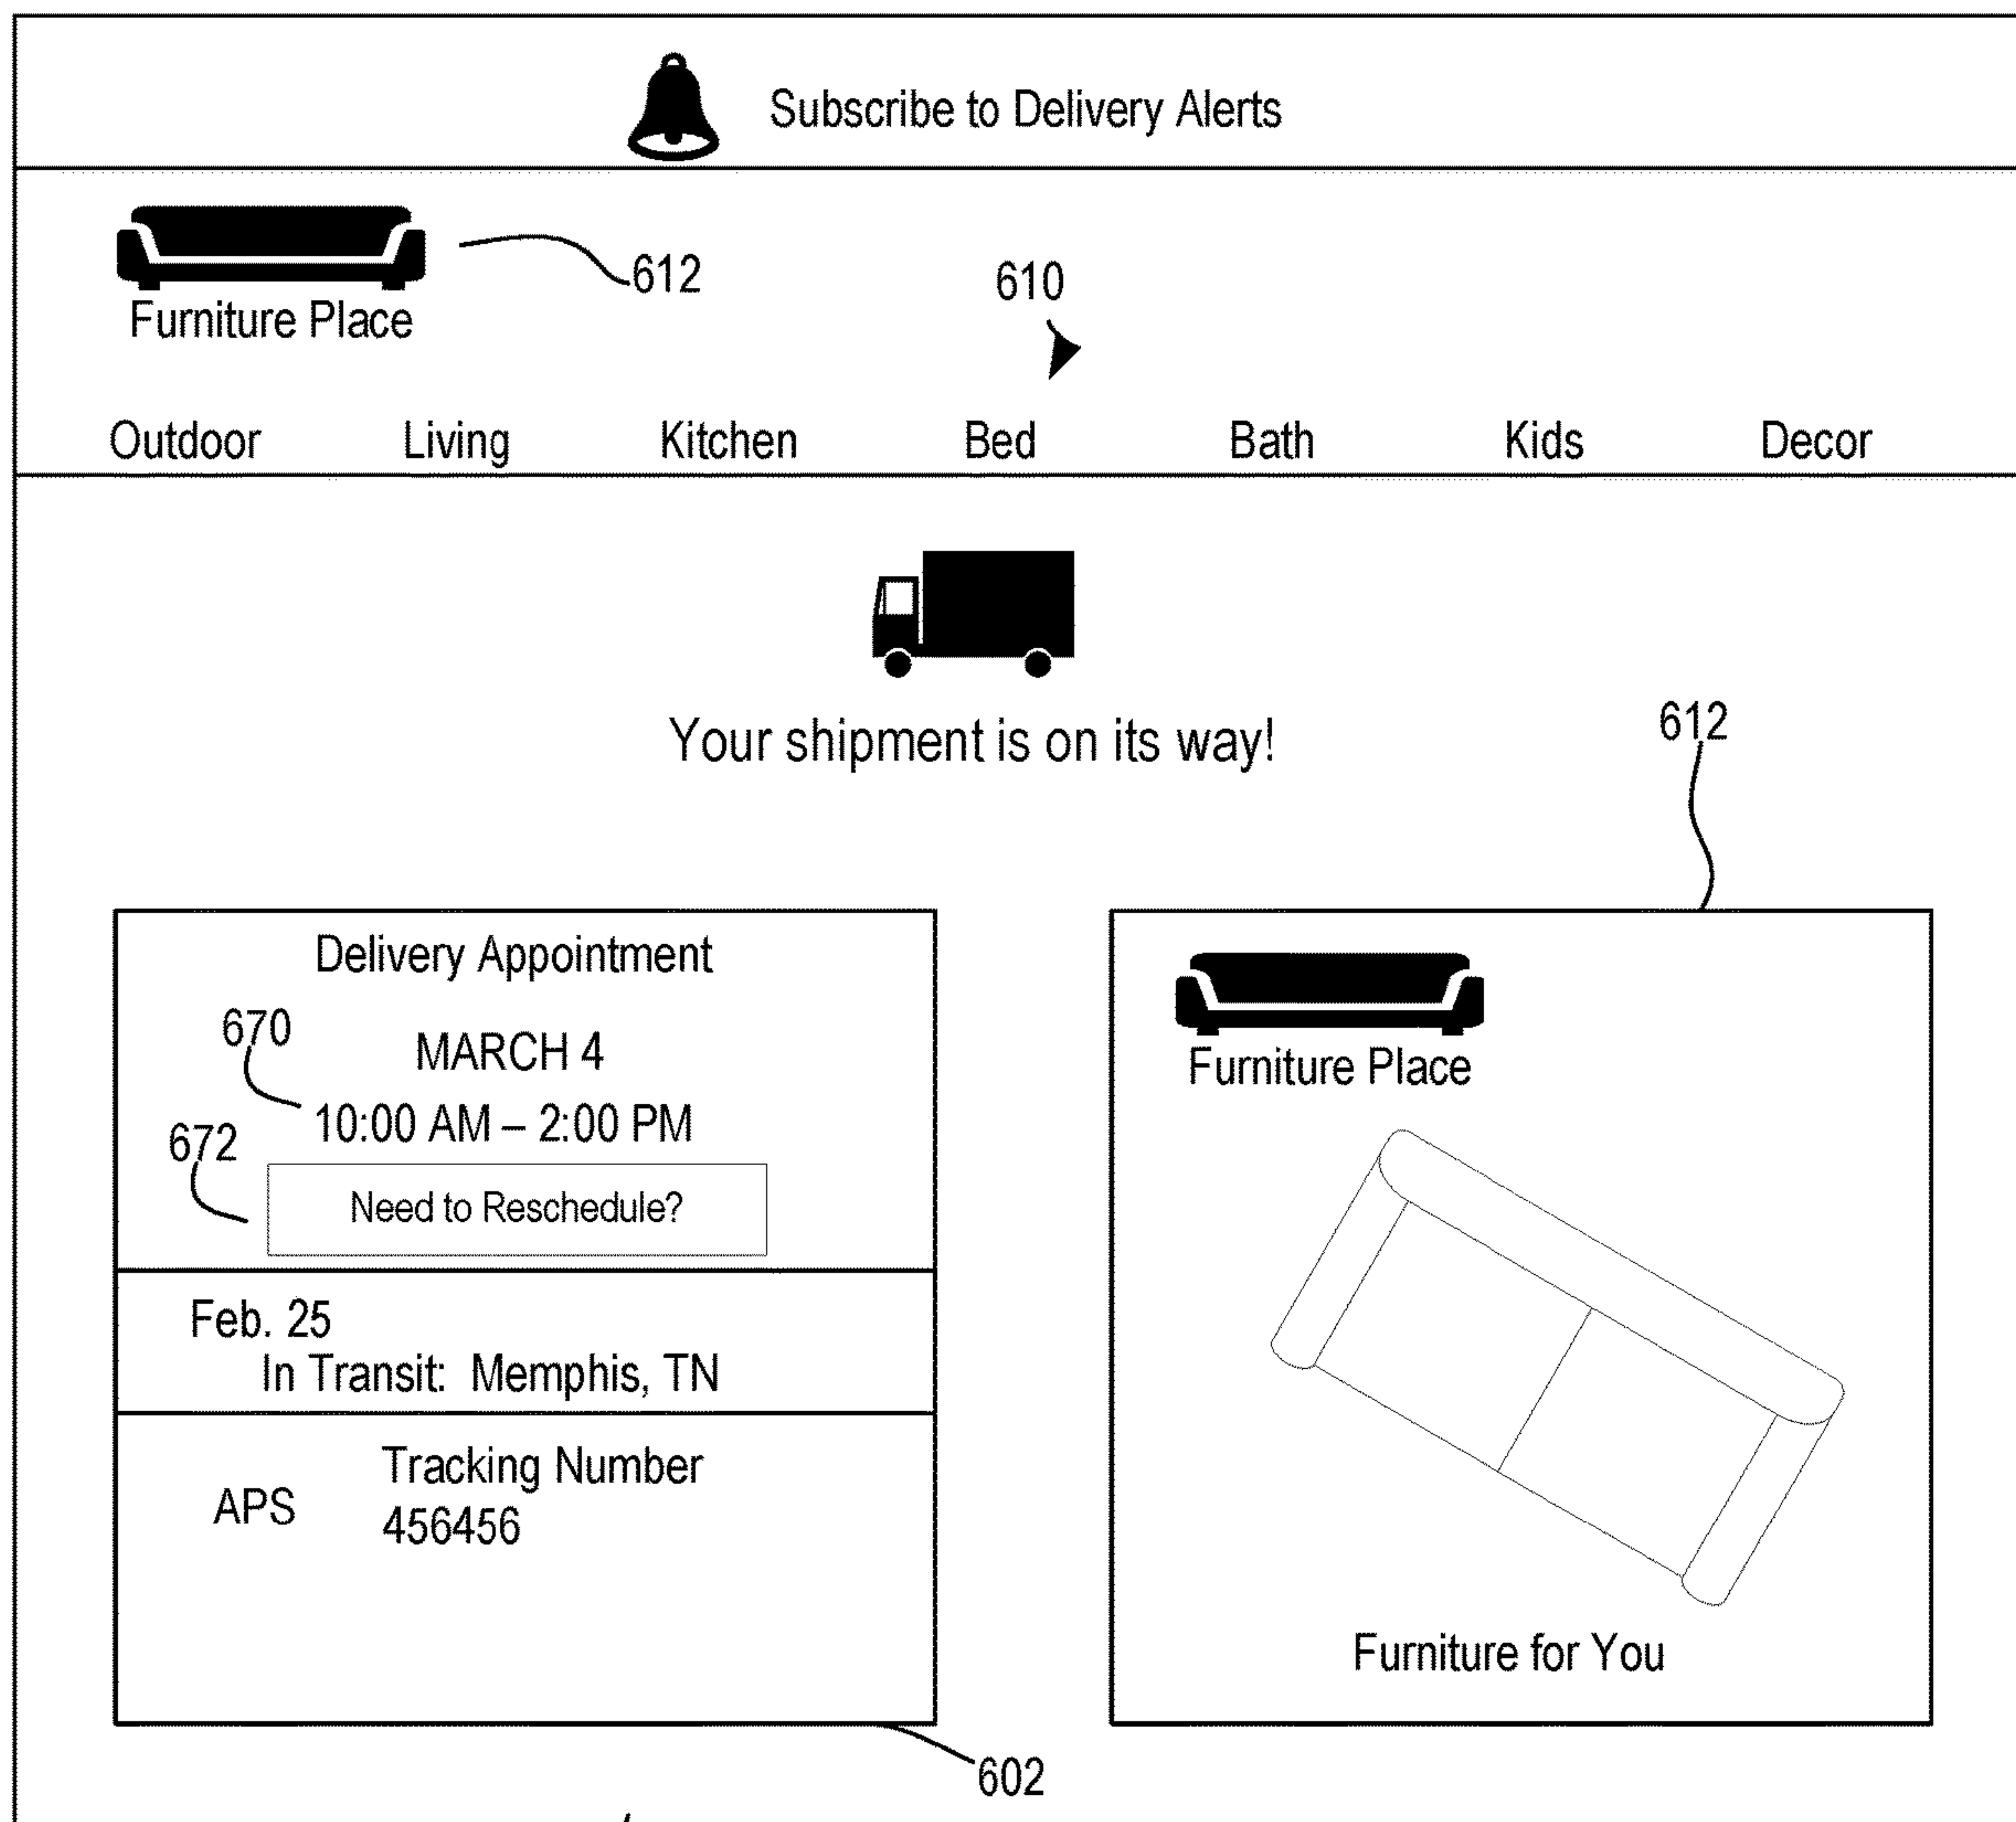 Subscribe to Delivery Alerts
612
610
Furniture Place
Outdoor Living Kitchen Bed Bath Kids Decor
Your shipment is on its way!
612
Delivery Appointment
670
MARCH 4
10:00 AM – 2:00 PM
672
Need to Reschedule?
Feb. 25
In Transit: Memphis, TN
APS
Tracking Number
456456
602
Furniture Place
Furniture for You